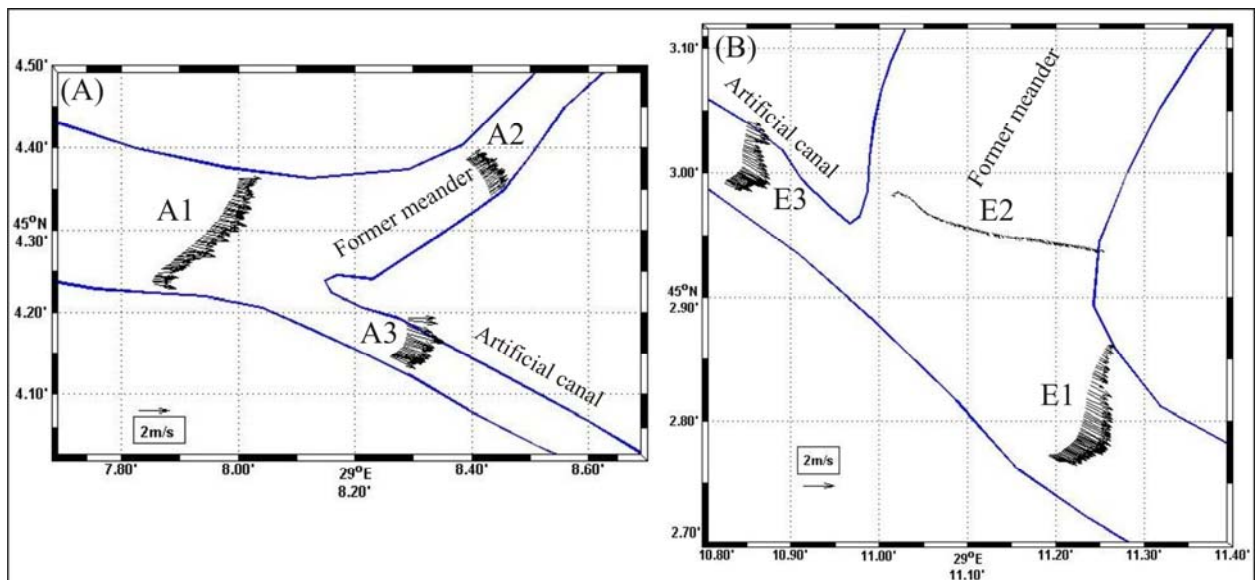 (A)
4.50'
4.40'
45°N
4.30'
4.20'
4.10'
A1
A2
A3
Former meander
Artificial canal
2m/s
7.80'
8.00'
29°E
8.20'
8.40'
8.60'
(B)
3.10'
3.00'
45°N
2.90'
2.80'
2.70'
Artificial canal
Former meander
E3
E2
E1
2m/s
10.80'
10.90'
11.00'
29°E
11.10'
11.20'
11.30'
11.40'